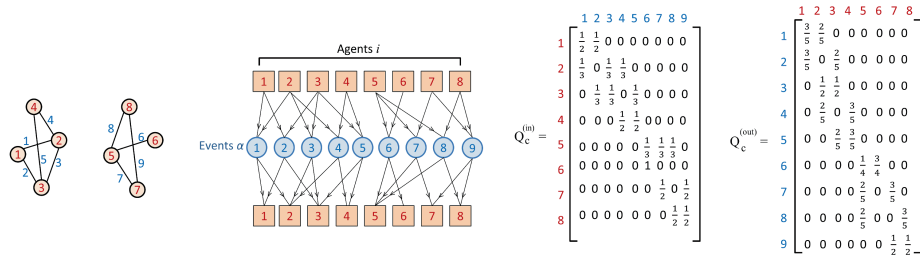 4
4
1
2
1
5
2
3
3
8
8
6
6
5
9
7
7
Agents i
1 2 3 4 5 6 7 8
Events α 1 2 3 4 5 6 7 8 9
1 2 3 4 5 6 7 8
Q_c^(in) =
1 2 3 4 5 6 7 8 9
1 1/2 1/2 0 0 0 0 0 0 0
2 1/3 0 1/3 1/3 0 0 0 0 0
3 0 1/3 1/3 0 1/3 0 0 0 0
4 0 0 0 1/2 1/2 0 0 0 0
5 0 0 0 0 0 1/3 1/3 1/3 0
6 0 0 0 0 0 1 0 0 0
7 0 0 0 0 0 0 1/2 0 1/2
8 0 0 0 0 0 0 0 1/2 1/2
Q_c^(out) =
1 2 3 4 5 6 7 8
1 3/5 2/5 0 0 0 0 0 0
2 3/5 0 2/5 0 0 0 0 0
3 0 1/2 1/2 0 0 0 0 0
4 0 2/5 0 3/5 0 0 0 0
5 0 0 2/5 3/5 0 0 0 0
6 0 0 0 0 1/4 3/4 0 0
7 0 0 0 0 2/5 0 3/5 0
8 0 0 0 0 2/5 0 0 3/5
9 0 0 0 0 0 0 1/2 1/2